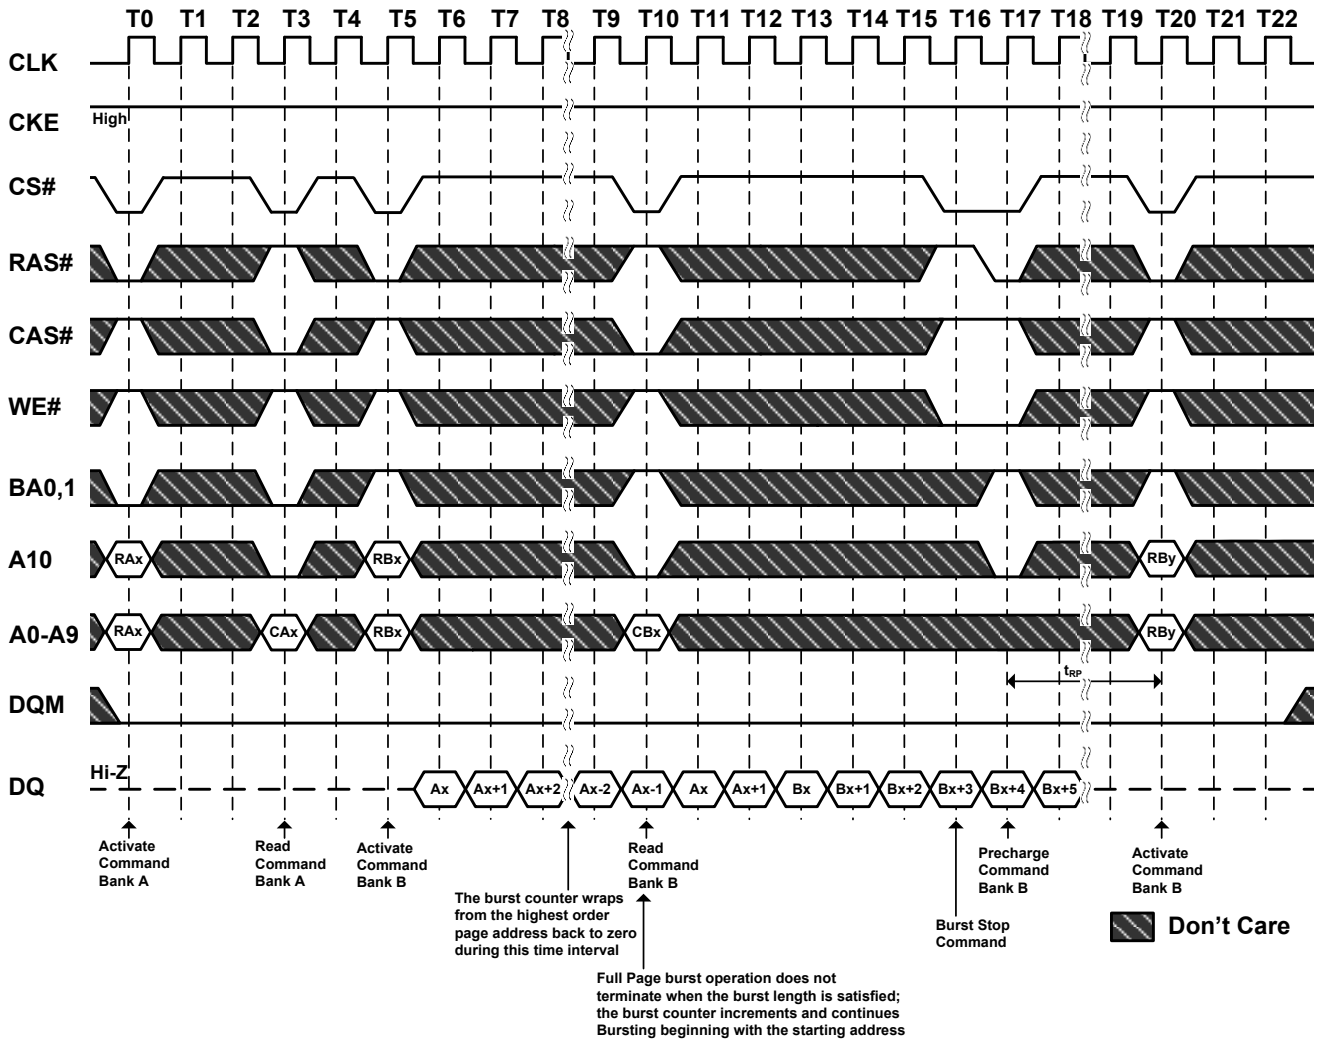 T0 T1 T2 T3 T4 T5 T6 T7 T8 T9 T10 T11 T12 T13 T14 T15 T16 T17 T18 T19 T20 T21 T22
CLK
CKE High
CS#
RAS#
CAS#
WE#
BA0,1
A10 RAx RBx RBy
A0-A9 RAx CAx RBx CBx RBy
tRP
DQM
DQ Hi-Z Ax Ax+1 Ax+2 Ax-2 Ax-1 Ax Ax+1 Bx Bx+1 Bx+2 Bx+3 Bx+4 Bx+5
Activate
Command
Bank A
Read
Command
Bank A
Activate
Command
Bank B
The burst counter wraps
from the highest order
page address back to zero
during this time interval
Read
Command
Bank B
Full Page burst operation does not
terminate when the burst length is satisfied;
the burst counter increments and continues
Bursting beginning with the starting address
Burst Stop
Command
Precharge
Command
Bank B
Activate
Command
Bank B
Don't Care